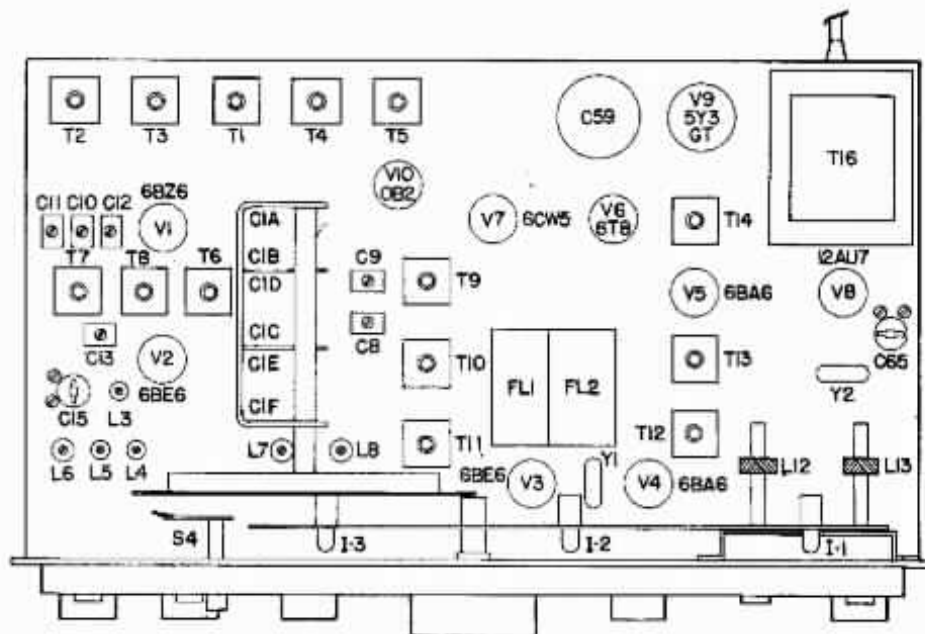 T2 T3 T1 T4 T5
C59
V9
5Y3
GT
T16
V10
OB2
6BZ6
C11 C10 C12
V1
C1A
C1B
C1D
C1C
C1E
C1F
V7 6CW5
V6
6T8
T14
T7 T8 T6
C9
C8
T9
V5 6BA6
12AU7
V8
C13
V2
6BE6
C65
T10
FL1 FL2
T13
Y2
C15
L3
T12
L6 L5 L4
L7 L8
T11
6BE6
V3
Y1
V4 6BA6
L12 L13
S4
I-3 I-2 I-1